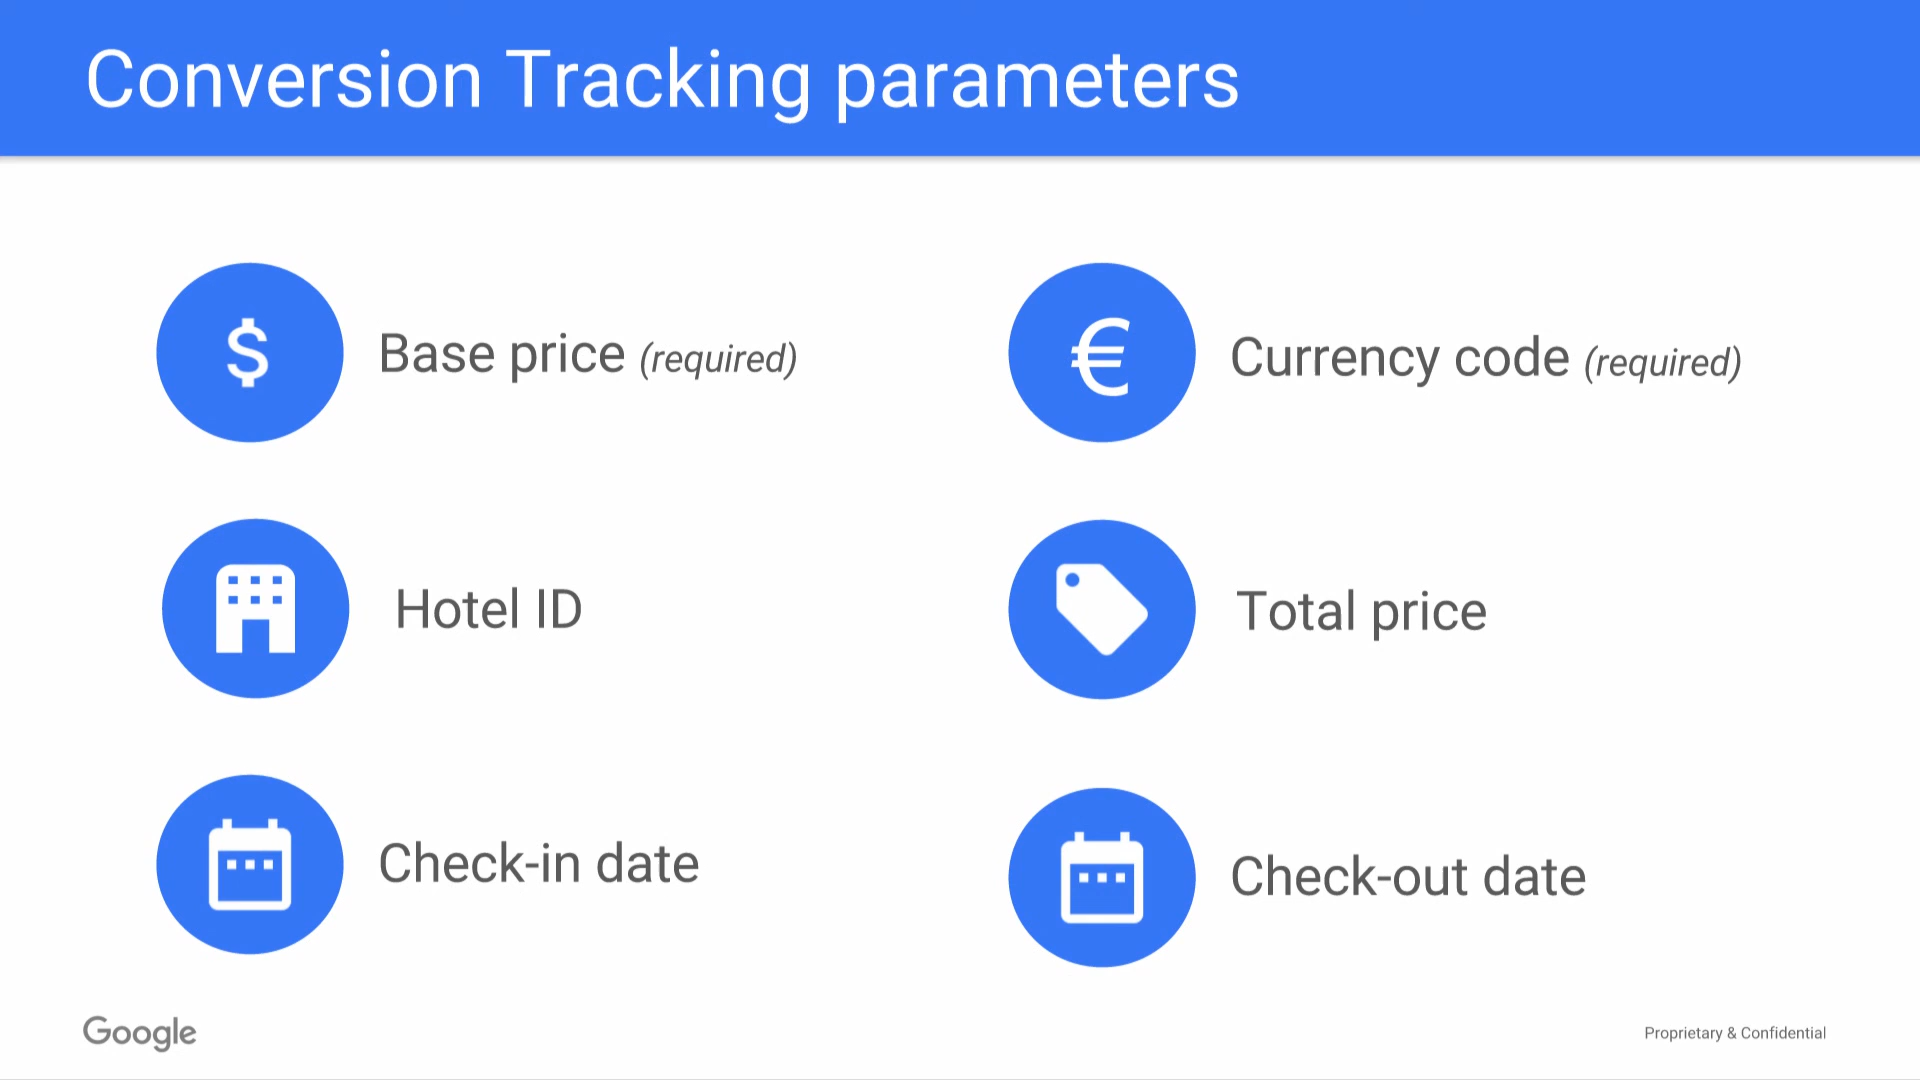 Conversion Tracking parameters
$ Base price (required)
€ Currency code (required)
Hotel ID
Total price
Check-in date
Check-out date
Google
Proprietary & Confidential